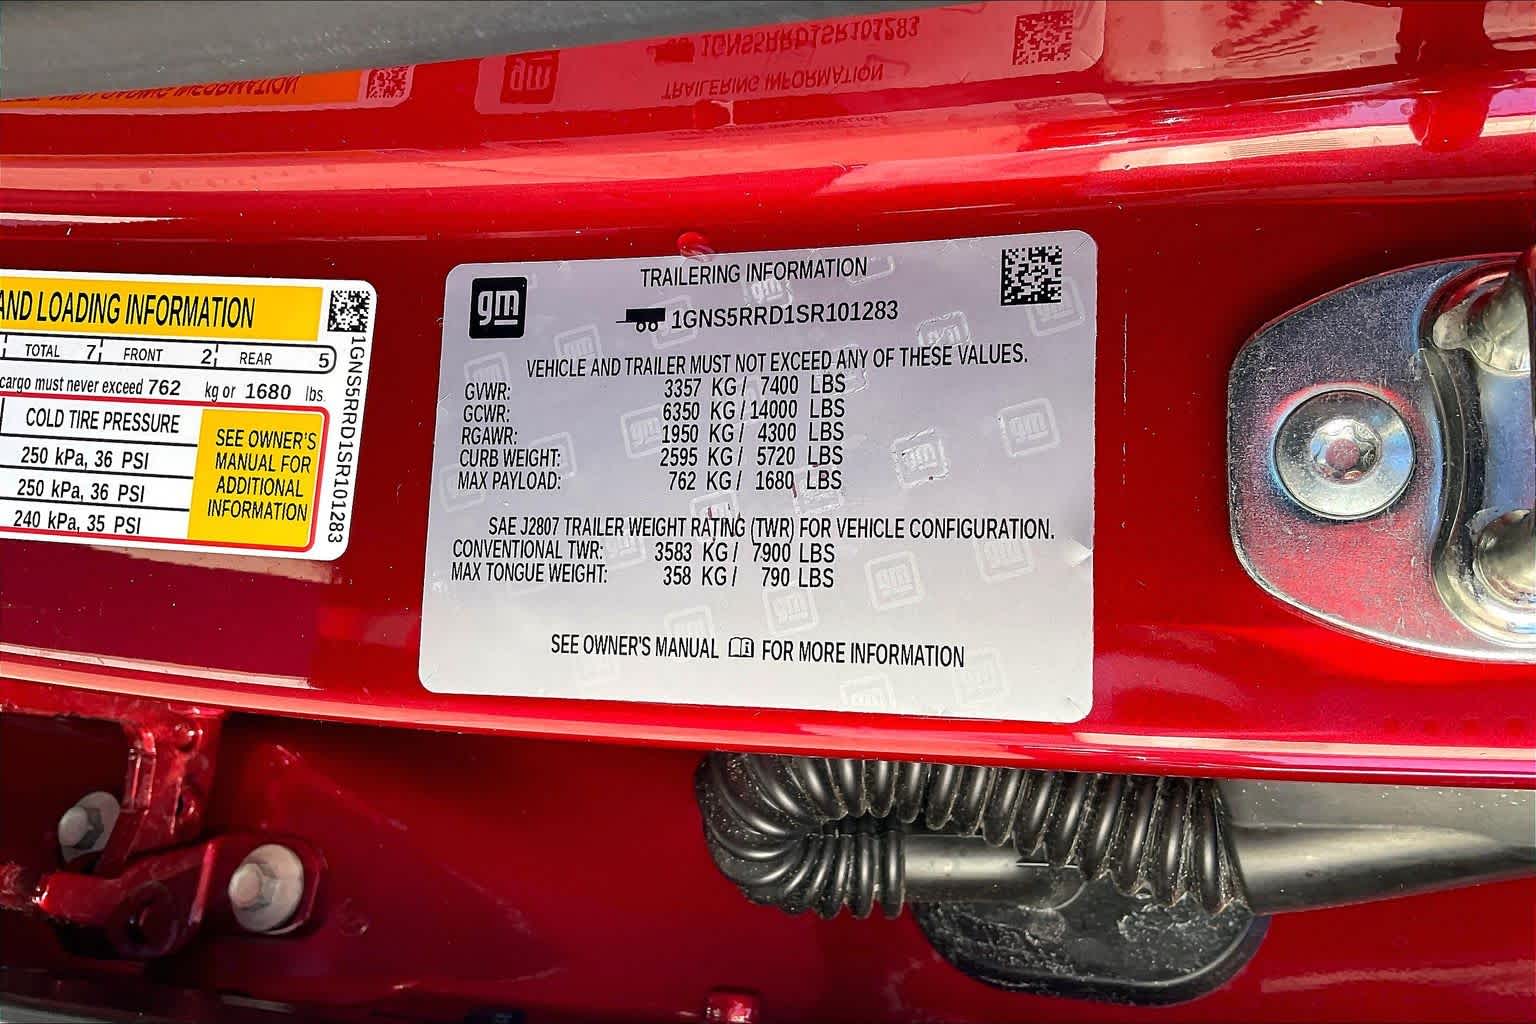 AND LOADING INFORMATION
TOTAL 7 FRONT 2 REAR 5
cargo must never exceed 762 kg or 1680 lbs.
COLD TIRE PRESSURE
250 kPa, 36 PSI
250 kPa, 36 PSI
240 kPa, 35 PSI
SEE OWNER'S
MANUAL FOR
ADDITIONAL
INFORMATION
1GNS5RRD1SR101283
gm
TRAILERING INFORMATION
1GNS5RRD1SR101283
VEHICLE AND TRAILER MUST NOT EXCEED ANY OF THESE VALUES.
GVWR: 3357 KG / 7400 LBS
GCWR: 6350 KG / 14000 LBS
RGAWR: 1950 KG / 4300 LBS
CURB WEIGHT: 2595 KG / 5720 LBS
MAX PAYLOAD: 762 KG / 1680 LBS
SAE J2807 TRAILER WEIGHT RATING (TWR) FOR VEHICLE CONFIGURATION.
CONVENTIONAL TWR: 3583 KG / 7900 LBS
MAX TONGUE WEIGHT: 358 KG / 790 LBS
SEE OWNER'S MANUAL FOR MORE INFORMATION